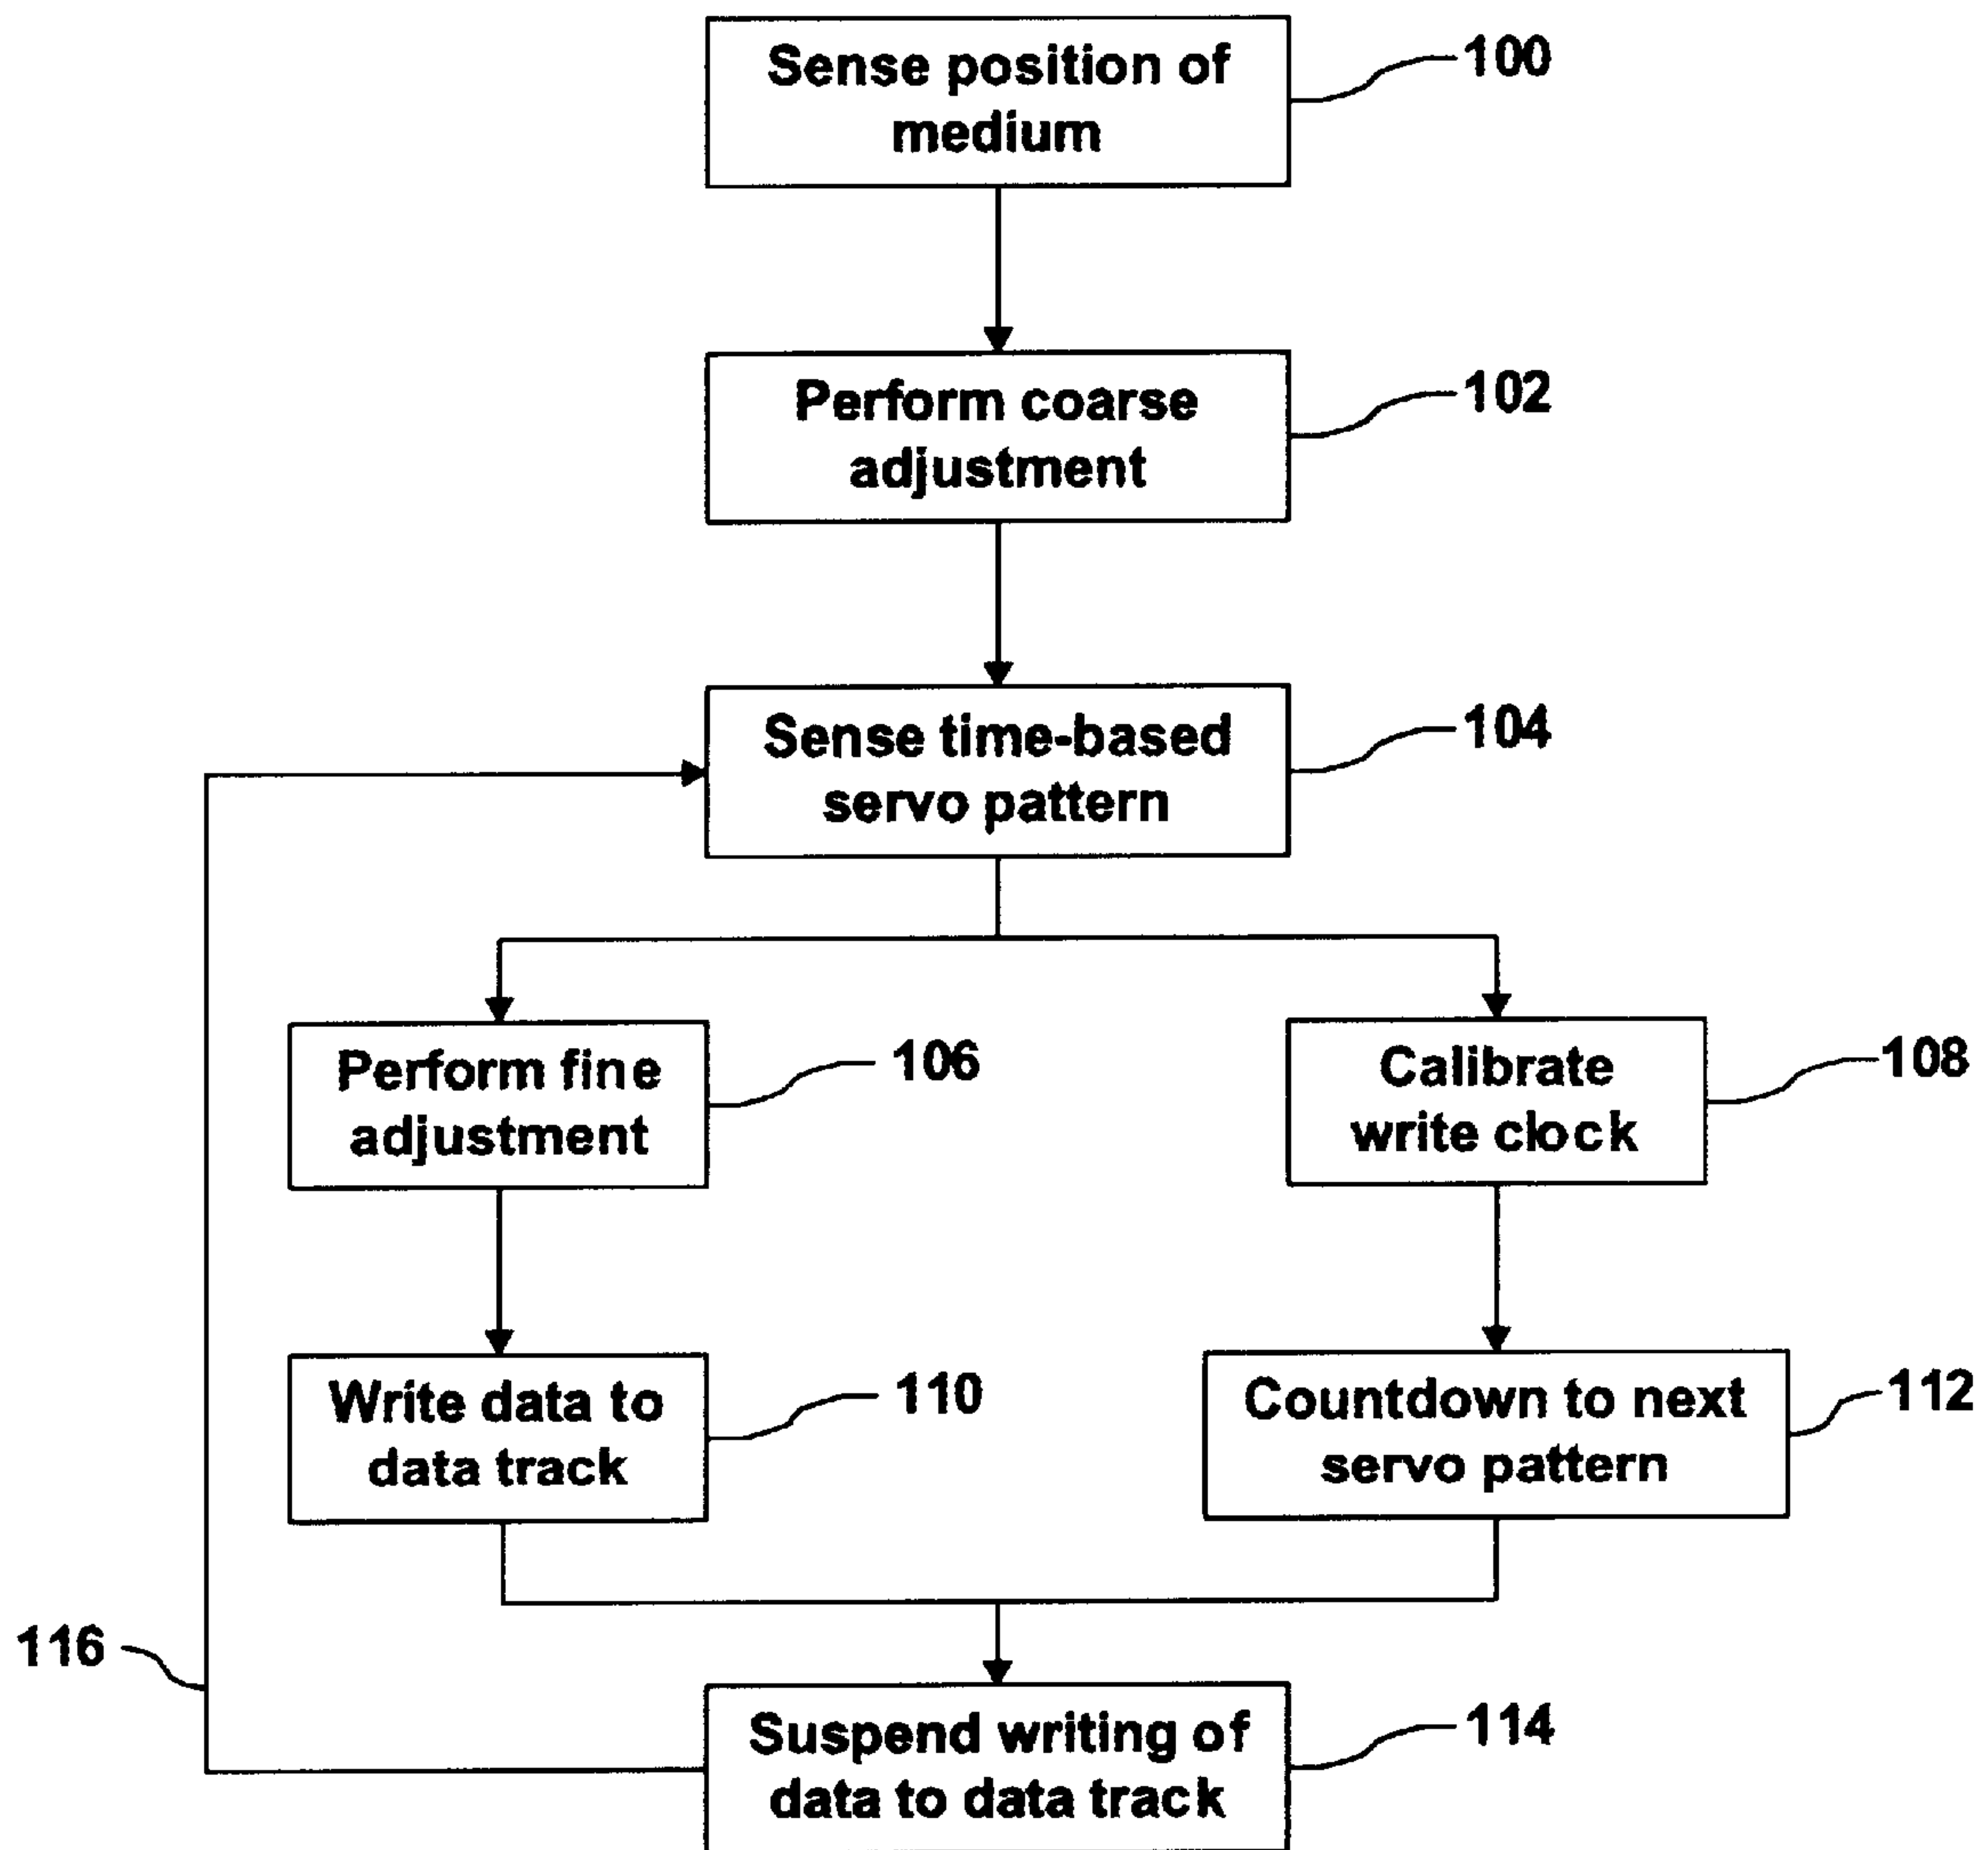 Sense position of
medium
100
Perform coarse
adjustment
102
Sense time-based
servo pattern
104
Perform fine
adjustment
106
Calibrate
write clock
108
Write data to
data track
110
Countdown to next
servo pattern
112
116
Suspend writing of
data to data track
114